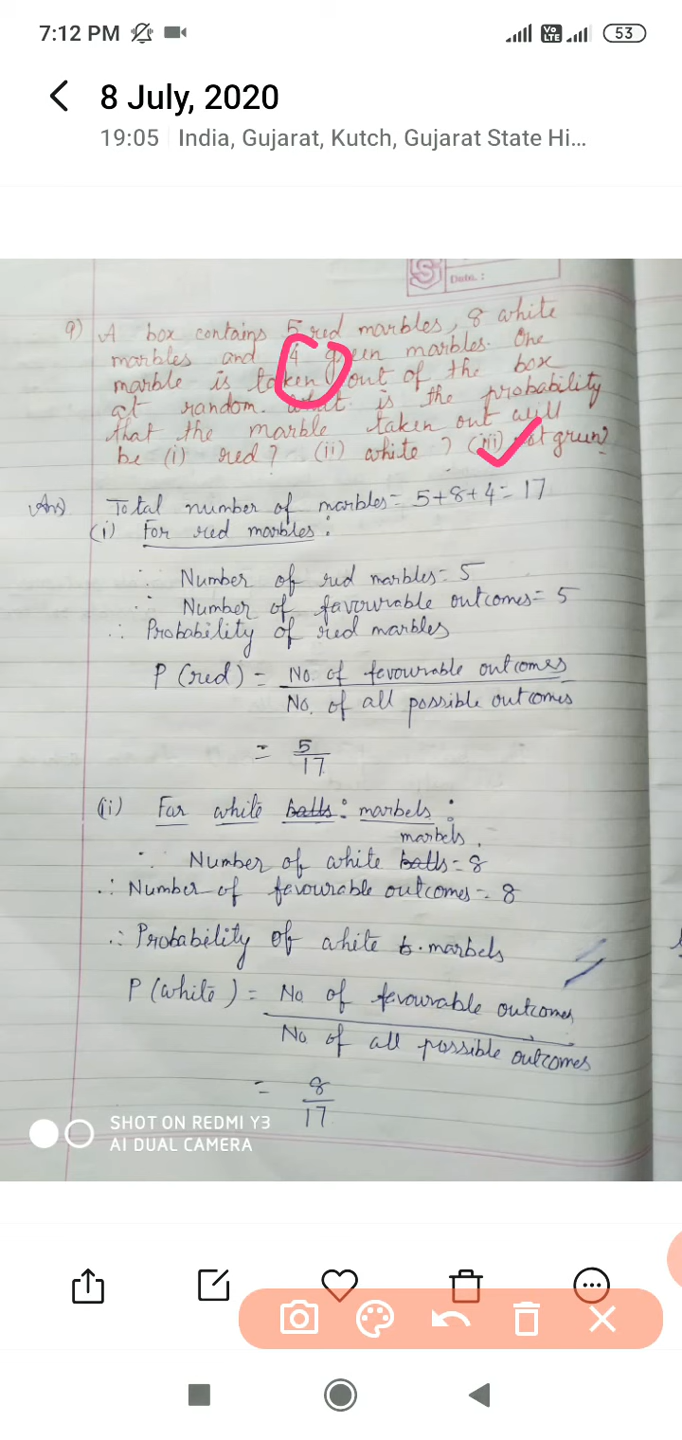 7:12 PM
Vo LTE
53
8 July, 2020
19:05 India, Gujarat, Kutch, Gujarat State Hi...
S
Date. :
9) A box contains 5 red marbles, 8 white
marbles and 4 green marbles. One
marble is taken out of the box
at random. What is the probability
that the marble taken out will
be (i) red? (ii) white? (iii) not green?
Ans) Total number of marbles = 5+8+4 = 17
(i) For red marbles :
∵ Number of red marbles = 5
∴ Number of favourable outcomes = 5
∴ Probability of red marbles
P (red) = No. of favourable outcomes
No. of all possible outcomes
= 5
17
(i) For white balls : marbels :
marbels.
∵ Number of white balls = 8
∴ Number of favourable outcomes = 8
∴ Probability of white b. marbels
P (white) = No of favourable outcomes
No of all possible outcomes
= 8
17
SHOT ON REDMI Y3
AI DUAL CAMERA